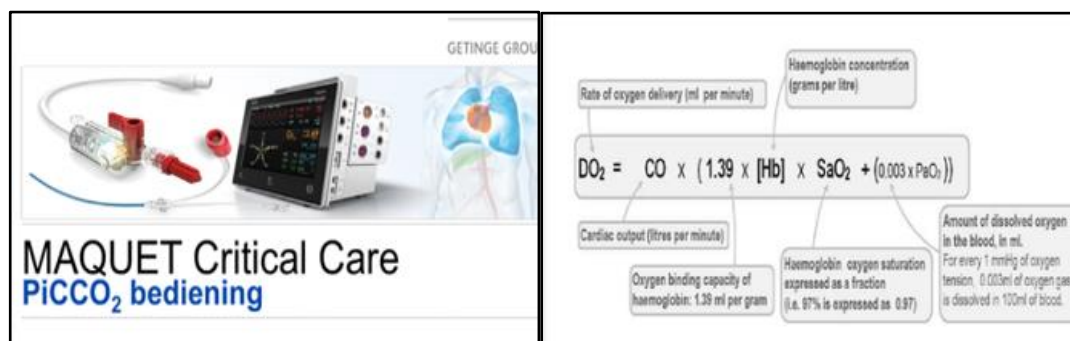 GETINGE GROU
MAQUET Critical Care
PiCCO₂ bediening
Haemoglobin concentration
(grams per litre)
Rate of oxygen delivery (ml per minute)
DO₂ = CO x (1.39 x [Hb] x SaO₂ + (0.003 x PaO₂))
Cardiac output (litres per minute)
Oxygen binding capacity of
haemoglobin: 1.39 ml per gram
Haemoglobin oxygen saturation
expressed as a fraction
(i.e. 97% is expressed as 0.97)
Amount of dissolved oxygen
in the blood, in ml.
For every 1 mmHg of oxygen
tension, 0.003ml of oxygen gas
is dissolved in 100ml of blood.